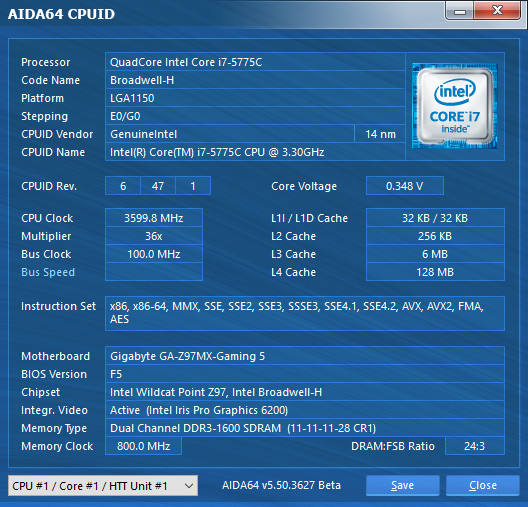 AIDA64 CPUID
Processor QuadCore Intel Core i7-5775C
Code Name Broadwell-H
Platform LGA1150
Stepping E0/G0
CPUID Vendor GenuineIntel 14 nm
CPUID Name Intel(R) Core(TM) i7-5775C CPU @ 3.30GHz
intel
CORE i7
inside™
CPUID Rev. 6 47 1 Core Voltage 0.348 V
CPU Clock 3599.8 MHz L1I / L1D Cache 32 KB / 32 KB
Multiplier 36x L2 Cache 256 KB
Bus Clock 100.0 MHz L3 Cache 6 MB
Bus Speed L4 Cache 128 MB
Instruction Set x86, x86-64, MMX, SSE, SSE2, SSE3, SSSE3, SSE4.1, SSE4.2, AVX, AVX2, FMA,
AES
Motherboard Gigabyte GA-Z97MX-Gaming 5
BIOS Version F5
Chipset Intel Wildcat Point Z97, Intel Broadwell-H
Integr. Video Active (Intel Iris Pro Graphics 6200)
Memory Type Dual Channel DDR3-1600 SDRAM (11-11-11-28 CR1)
Memory Clock 800.0 MHz DRAM:FSB Ratio 24:3
CPU #1 / Core #1 / HTT Unit #1 AIDA64 v5.50.3627 Beta Save Close